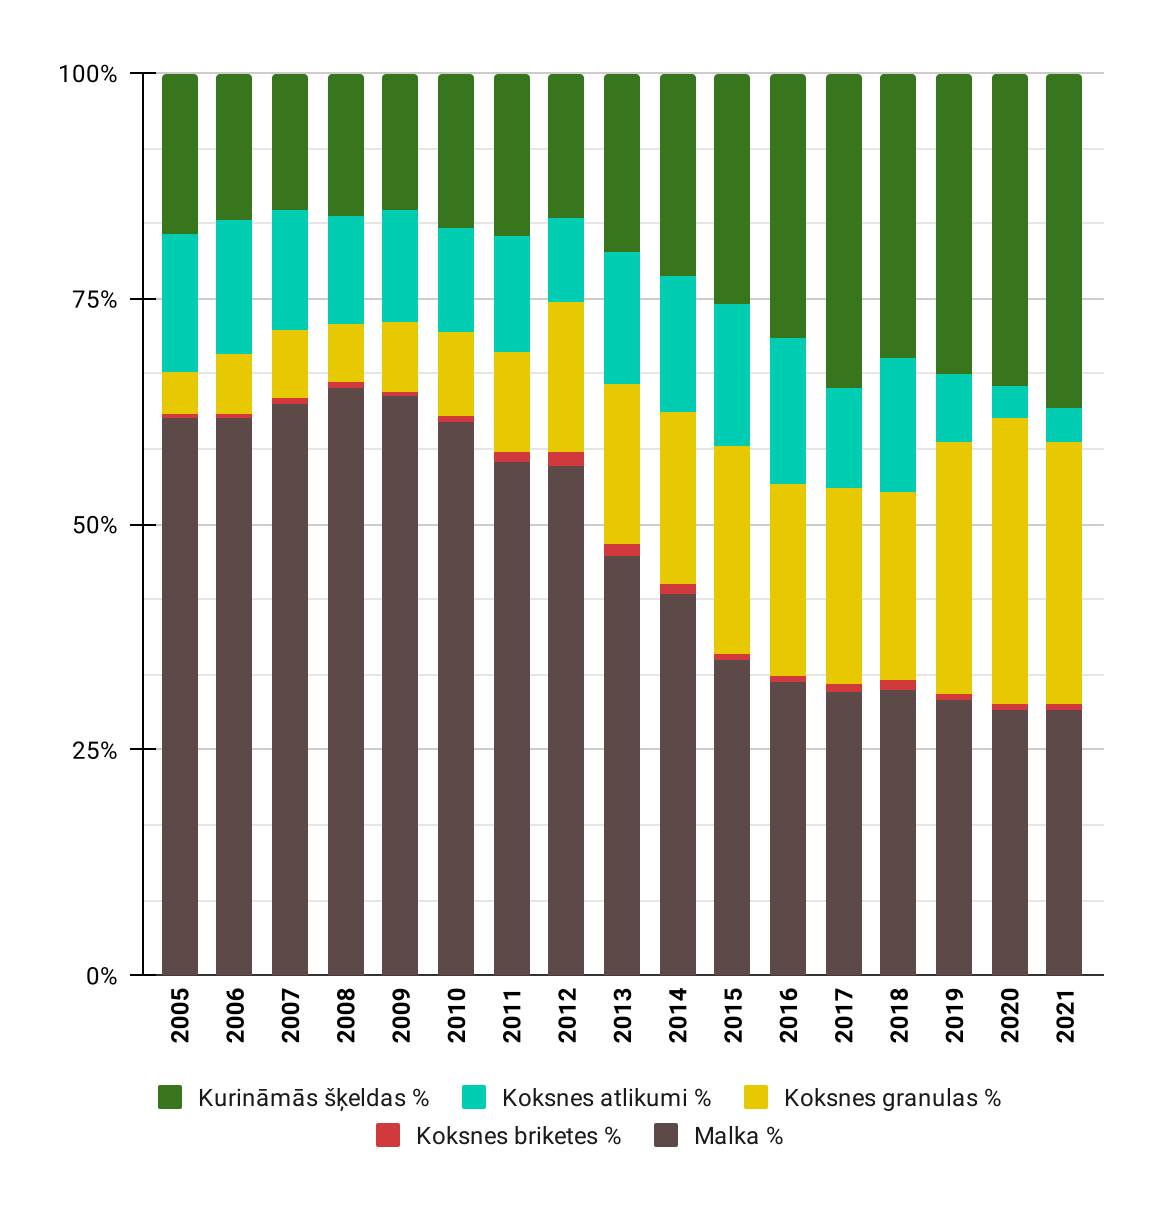 100%
75%
50%
25%
0%
2005 2006 2007 2008 2009 2010 2011 2012 2013 2014 2015 2016 2017 2018 2019 2020 2021
Kurināmās šķeldas % Koksnes atlikumi % Koksnes granulas %
Koksnes briketes % Malka %